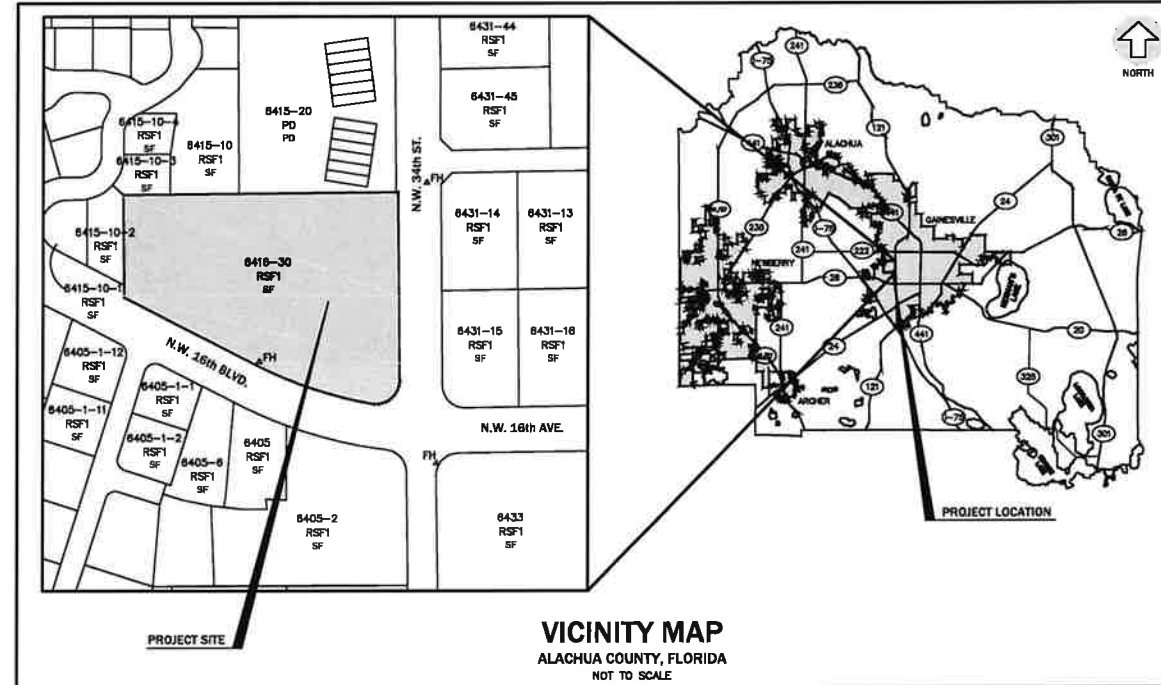 6415-10-4
RSF1
SF
6415-10-3
RSF1
SF
6415-10
RSF1
SF
6415-20
PD
PD
6431-44
RSF1
SF
6431-45
RSF1
SF
N.W. 34th ST.
FH
6415-10-2
RSF1
SF
6416-30
RSF1
SF
6431-14
RSF1
SF
6431-13
RSF1
SF
6415-10-1
RSF1
SF
6431-15
RSF1
SF
6431-16
RSF1
SF
N.W. 16th BLVD.
FH
6405-1-12
RSF1
SF
6405-1-1
RSF1
SF
6405-1-11
RSF1
SF
6405-1-2
RSF1
SF
6405-6
RSF1
SF
6405
RSF1
SF
N.W. 16th AVE.
FH
6405-2
RSF1
SF
6433
RSF1
SF
PROJECT SITE
NORTH
241
I-75
236
121
301
441
ALACHUA
24
GAINESVILLE
441
I-75
236
241
222
26
NEWBERRY
26
241
20
24
441
325
121
ARCHER
I-75
301
PROJECT LOCATION
VICINITY MAP
ALACHUA COUNTY, FLORIDA
NOT TO SCALE